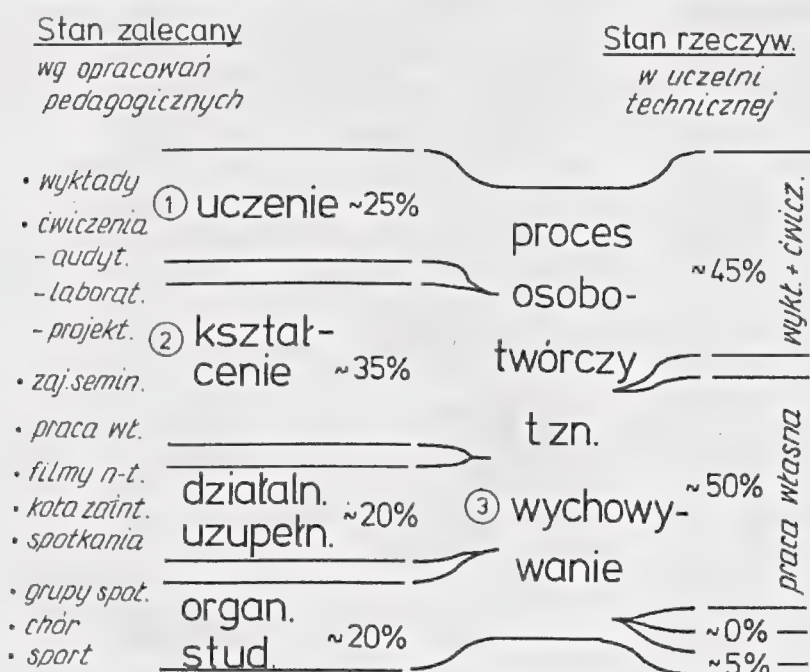 Stan zalecany
wg opracowań
pedagogicznych
Stan rzeczyw.
w uczelni
technicznej
• wykłady
• ćwiczenia
- audyt.
- laborat.
- projekt.
• zaj. semin.
• praca wł.
• filmy n-t.
• koła zaint.
• spotkania
• grupy społ.
• chór
• sport
① uczenie ~25%
② kształ-
cenie ~35%
działaln.
uzupełn. ~20%
organ.
stud. ~20%
proces
osobo-
twórczy
tzn.
③ wychowy-
wanie
~45%
wykł. + ćwicz.
~50%
praca własna
~0%
~5%